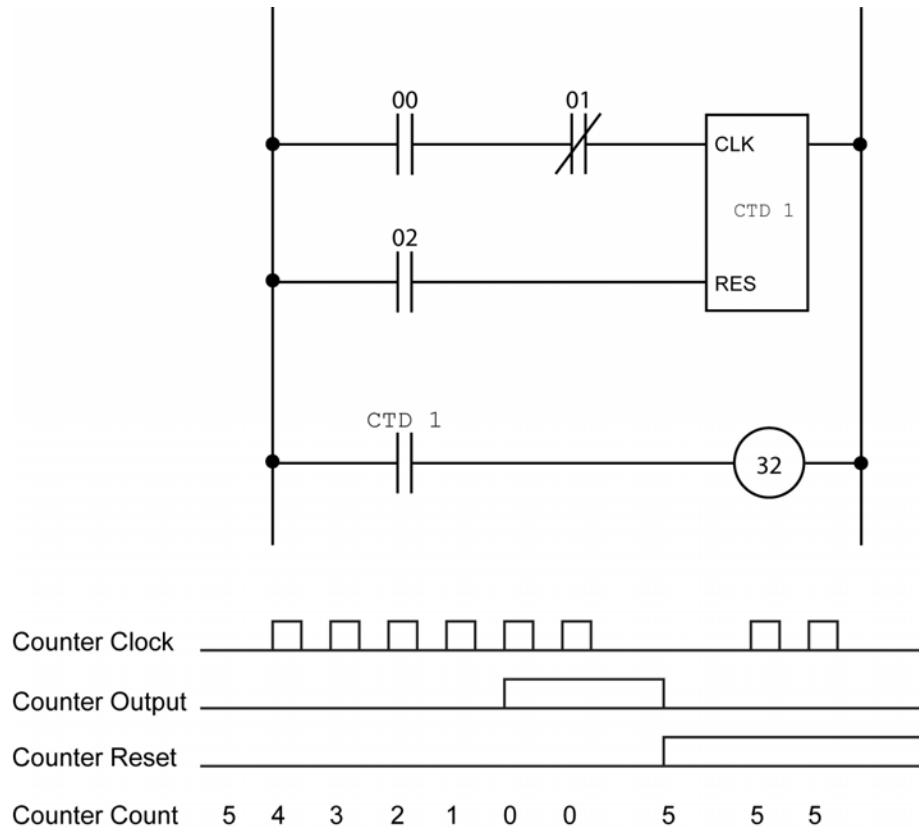 00 01
CLK
CTD 1
02
RES
CTD 1
32
Counter Clock
Counter Output
Counter Reset
Counter Count 5 4 3 2 1 0 0 5 5 5